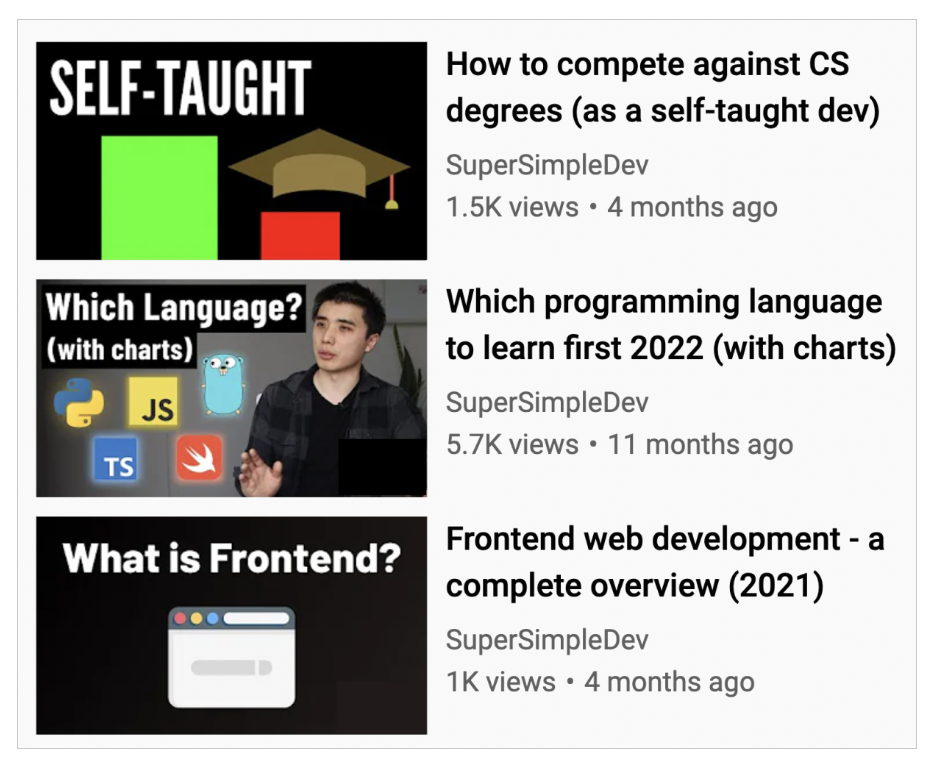 SELF-TAUGHT
How to compete against CS
degrees (as a self-taught dev)
SuperSimpleDev
1.5K views • 4 months ago
Which Language?
(with charts)
JS
TS
Which programming language
to learn first 2022 (with charts)
SuperSimpleDev
5.7K views • 11 months ago
What is Frontend?
Frontend web development - a
complete overview (2021)
SuperSimpleDev
1K views • 4 months ago